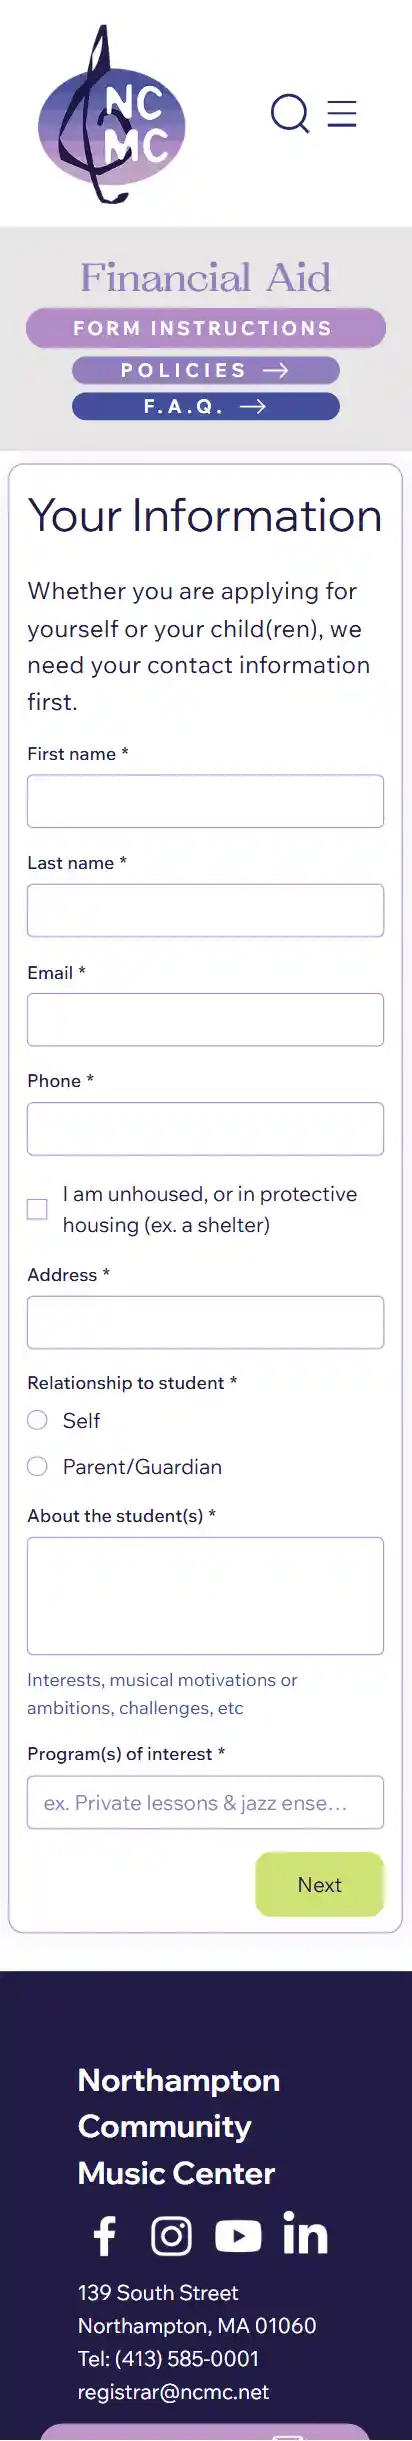 NC
MC
Financial Aid
FORM INSTRUCTIONS
POLICIES →
F.A.Q. →
Your Information
Whether you are applying for
yourself or your child(ren), we
need your contact information
first.
First name *
Last name *
Email *
Phone *
I am unhoused, or in protective
housing (ex. a shelter)
Address *
Relationship to student *
Self
Parent/Guardian
About the student(s) *
Interests, musical motivations or
ambitions, challenges, etc
Program(s) of interest *
ex. Private lessons & jazz ense...
Next
Northampton
Community
Music Center
139 South Street
Northampton, MA 01060
Tel: (413) 585-0001
registrar@ncmc.net